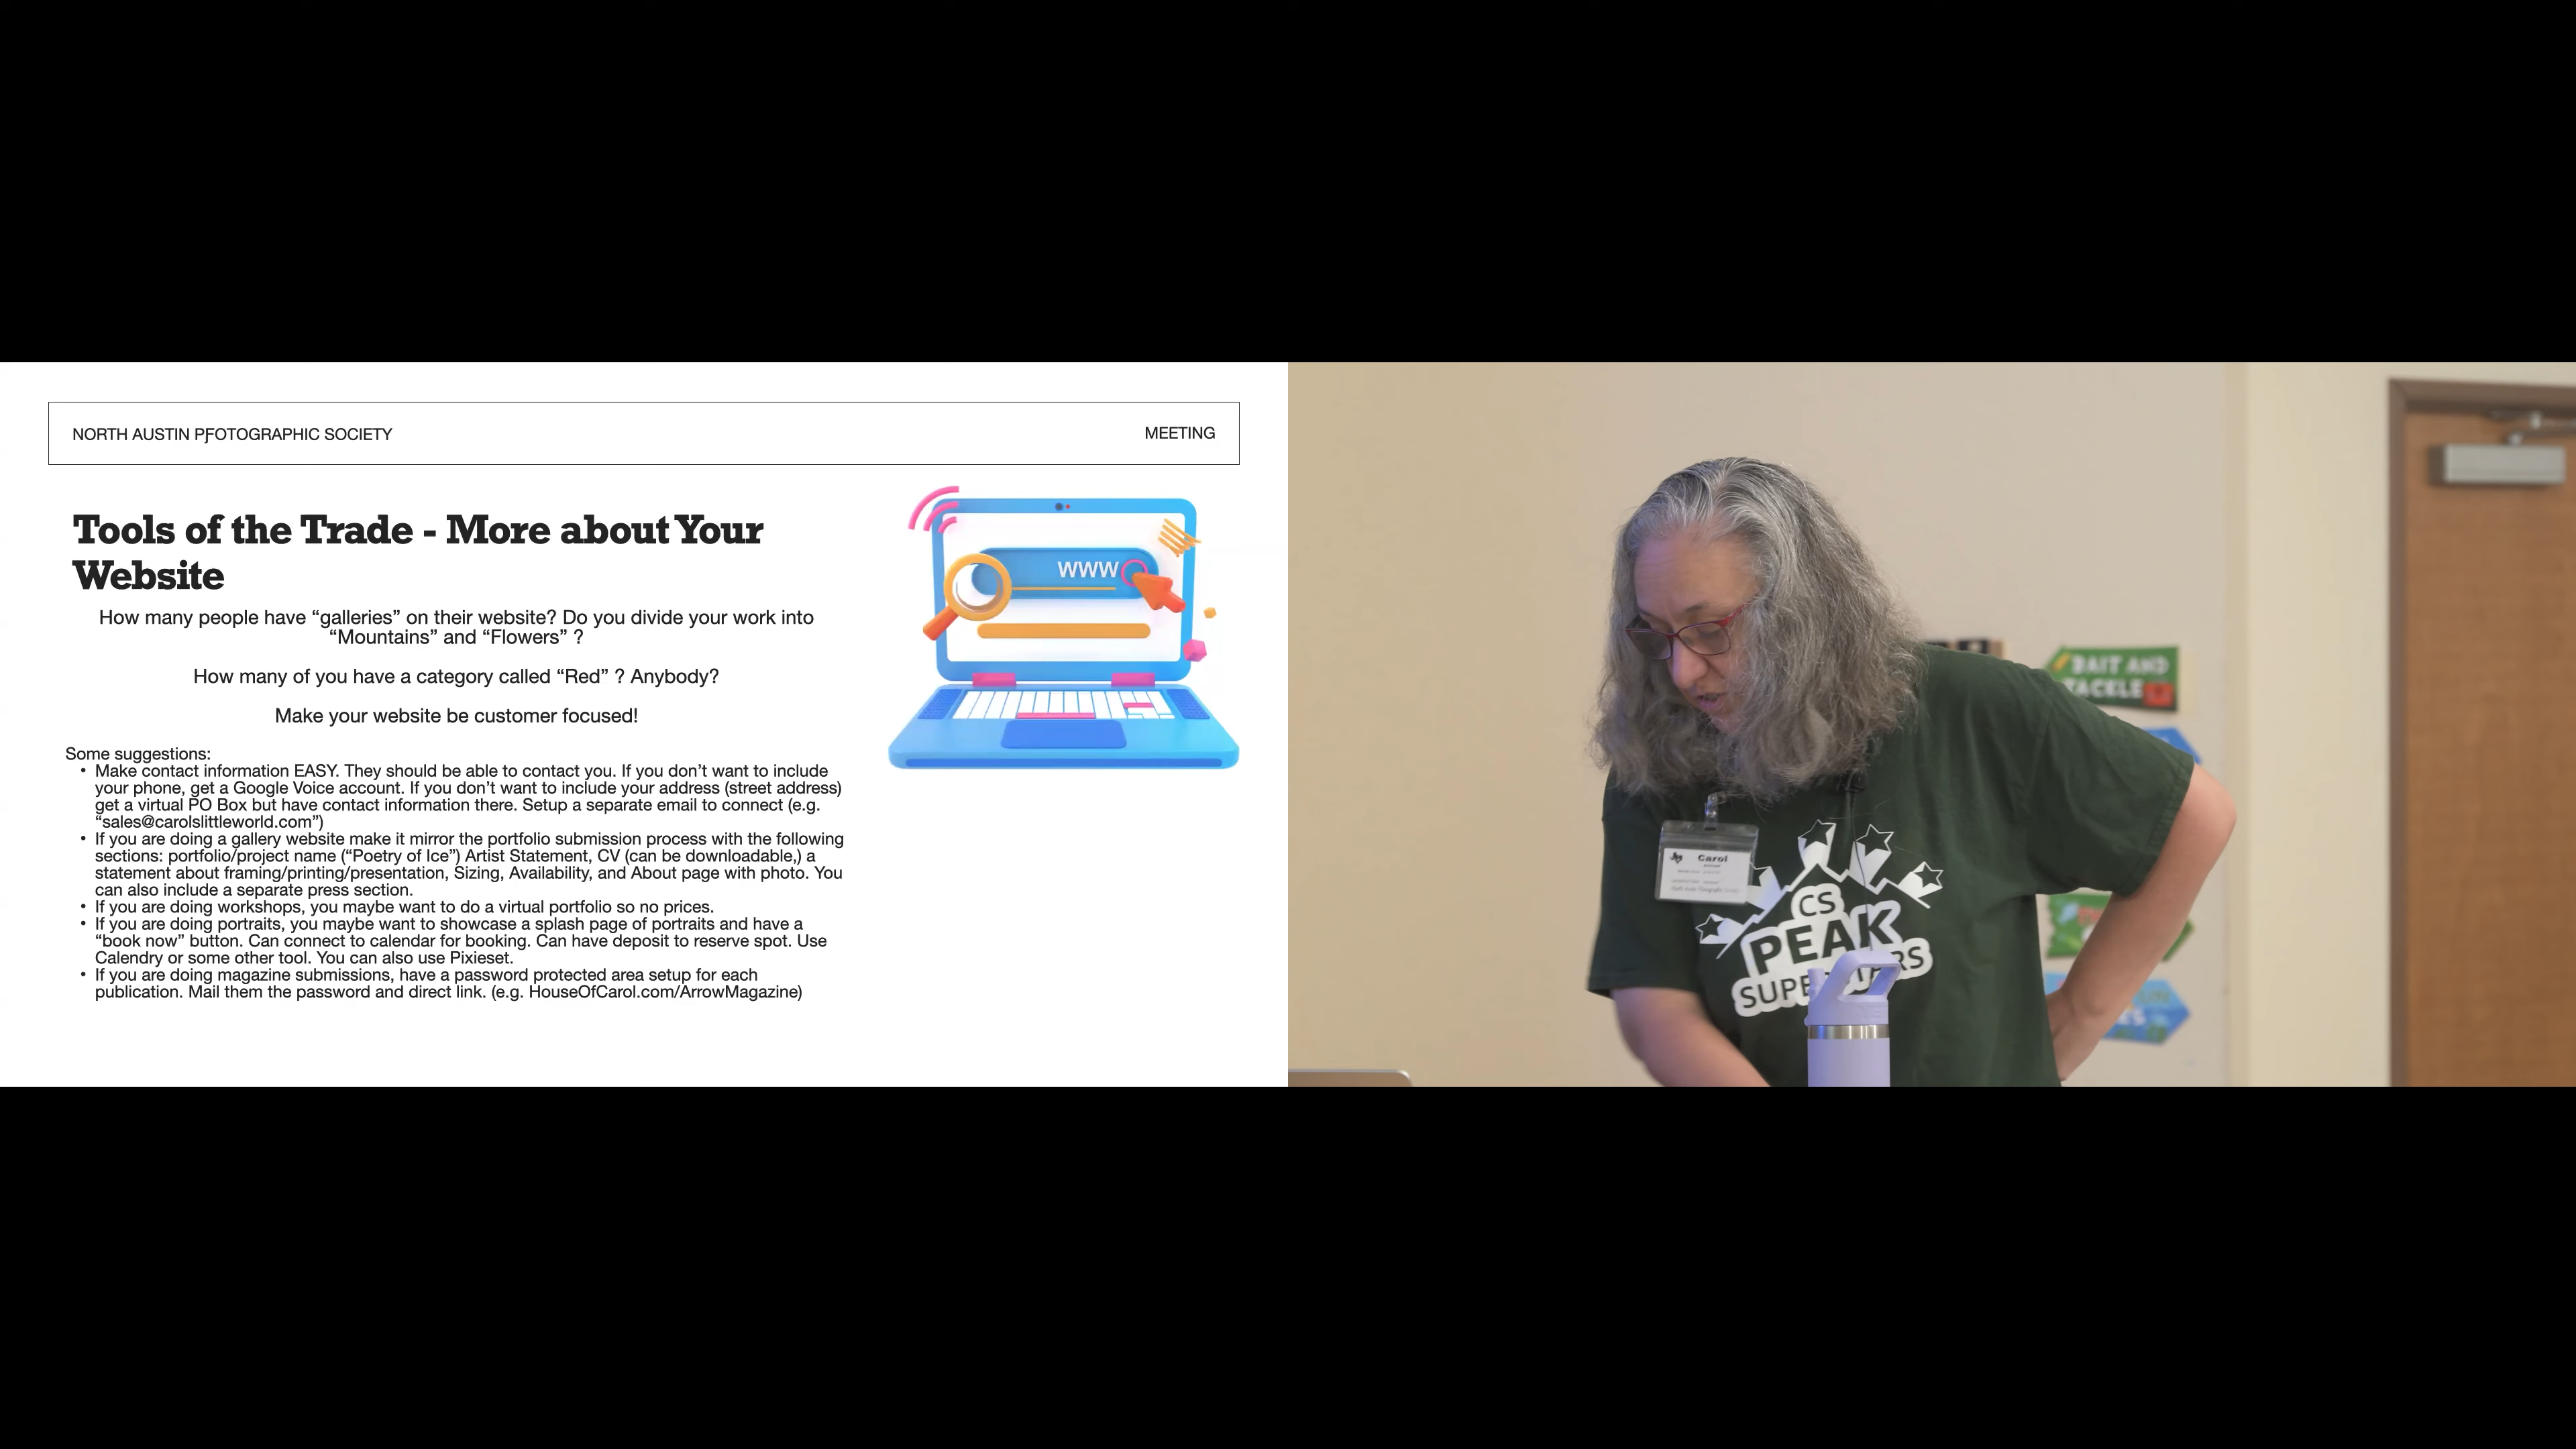 NORTH AUSTIN PFOTOGRAPHIC SOCIETY
MEETING
Tools of the Trade - More about Your
Website
WWW
How many people have “galleries” on their website? Do you divide your work into
“Mountains” and “Flowers” ?
How many of you have a category called “Red” ? Anybody?
Make your website be customer focused!
Some suggestions:
• Make contact information EASY. They should be able to contact you. If you don’t want to include
your phone, get a Google Voice account. If you don’t want to include your address (street address)
get a virtual PO Box but have contact information there. Setup a separate email to connect (e.g.
“sales@carolslittleworld.com”)
• If you are doing a gallery website make it mirror the portfolio submission process with the following
sections: portfolio/project name (“Poetry of Ice”) Artist Statement, CV (can be downloadable,) a
statement about framing/printing/presentation, Sizing, Availability, and About page with photo. You
can also include a separate press section.
• If you are doing workshops, you maybe want to do a virtual portfolio so no prices.
• If you are doing portraits, you maybe want to showcase a splash page of portraits and have a
“book now” button. Can connect to calendar for booking. Can have deposit to reserve spot. Use
Calendry or some other tool. You can also use Pixieset.
• If you are doing magazine submissions, have a password protected area setup for each
publication. Mail them the password and direct link. (e.g. HouseOfCarol.com/ArrowMagazine)
BAIT AND
TACKLE
Carol
CS
PEAK